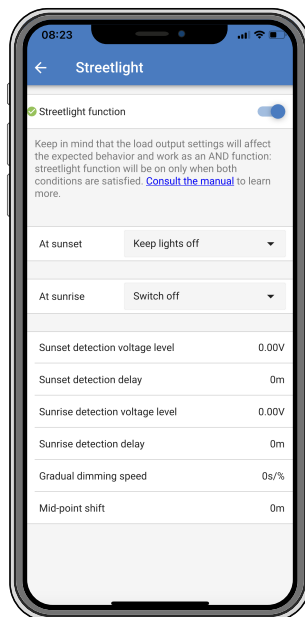 08:23
Streetlight
Streetlight function
Keep in mind that the load output settings will affect
the expected behavior and work as an AND function:
streetlight function will be on only when both
conditions are satisfied. Consult the manual to learn
more.
At sunset Keep lights off
At sunrise Switch off
Sunset detection voltage level 0.00V
Sunset detection delay 0m
Sunrise detection voltage level 0.00V
Sunrise detection delay 0m
Gradual dimming speed 0s/%
Mid-point shift 0m